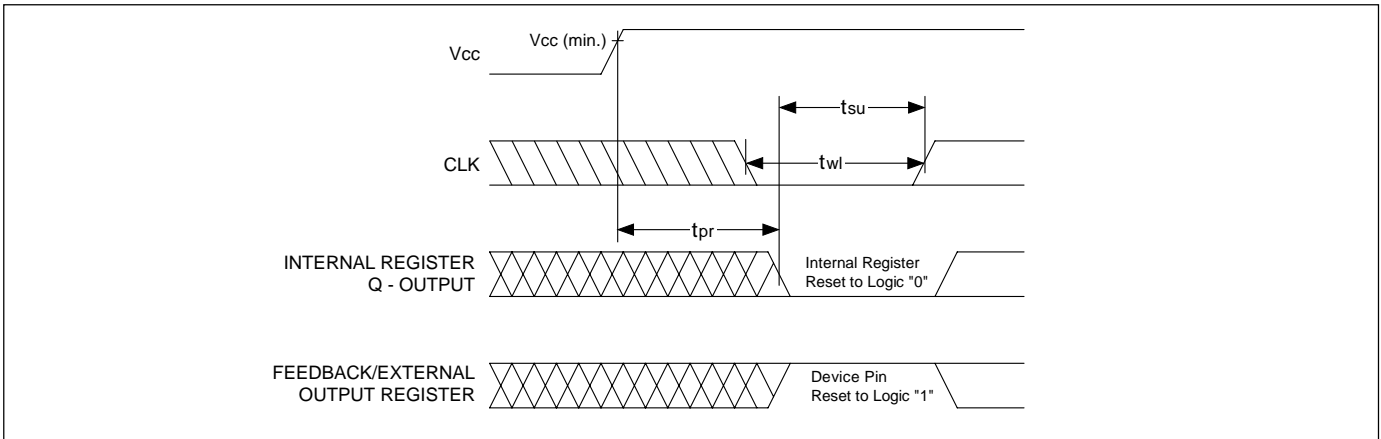 Vcc
Vcc (min.)
tsu
CLK
twl
tpr
INTERNAL REGISTER
Q - OUTPUT
Internal Register
Reset to Logic "0"
FEEDBACK/EXTERNAL
OUTPUT REGISTER
Device Pin
Reset to Logic "1"